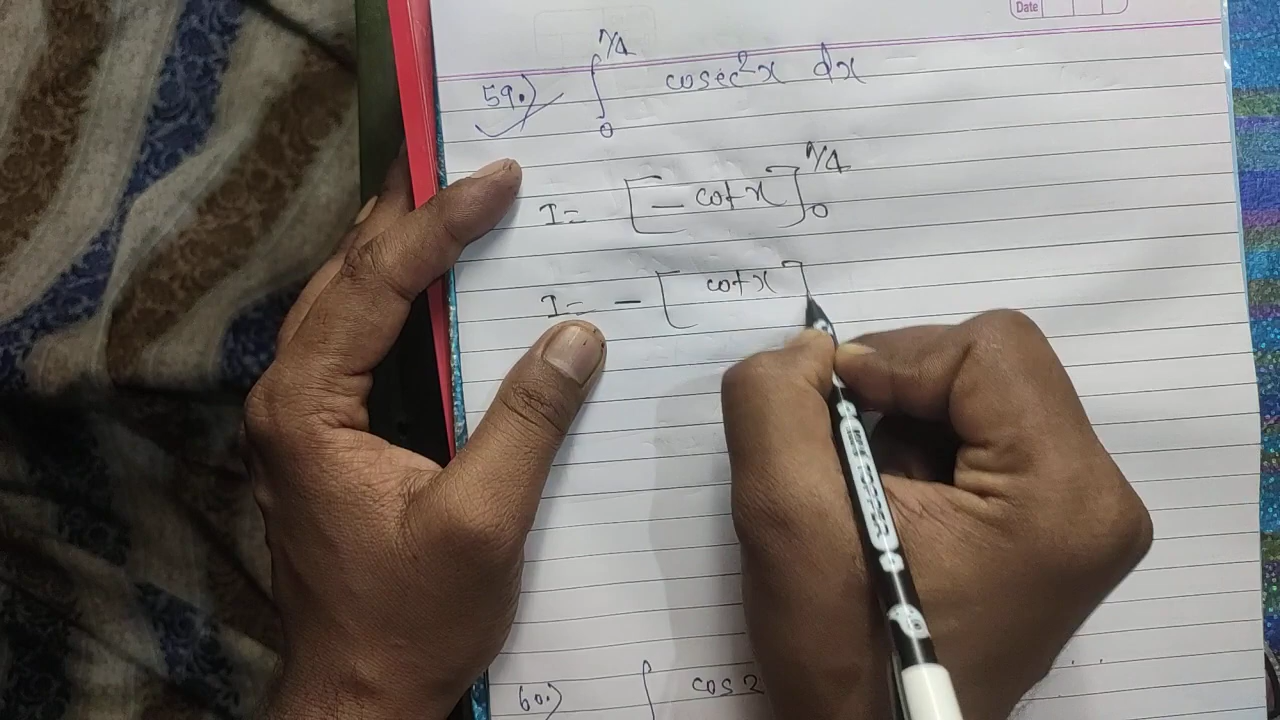 Date
59.) ∫₀^π/4 cosec²x dx
I = [- cot x]₀^π/4
I = - [cot x]
60.) ∫ cos 2